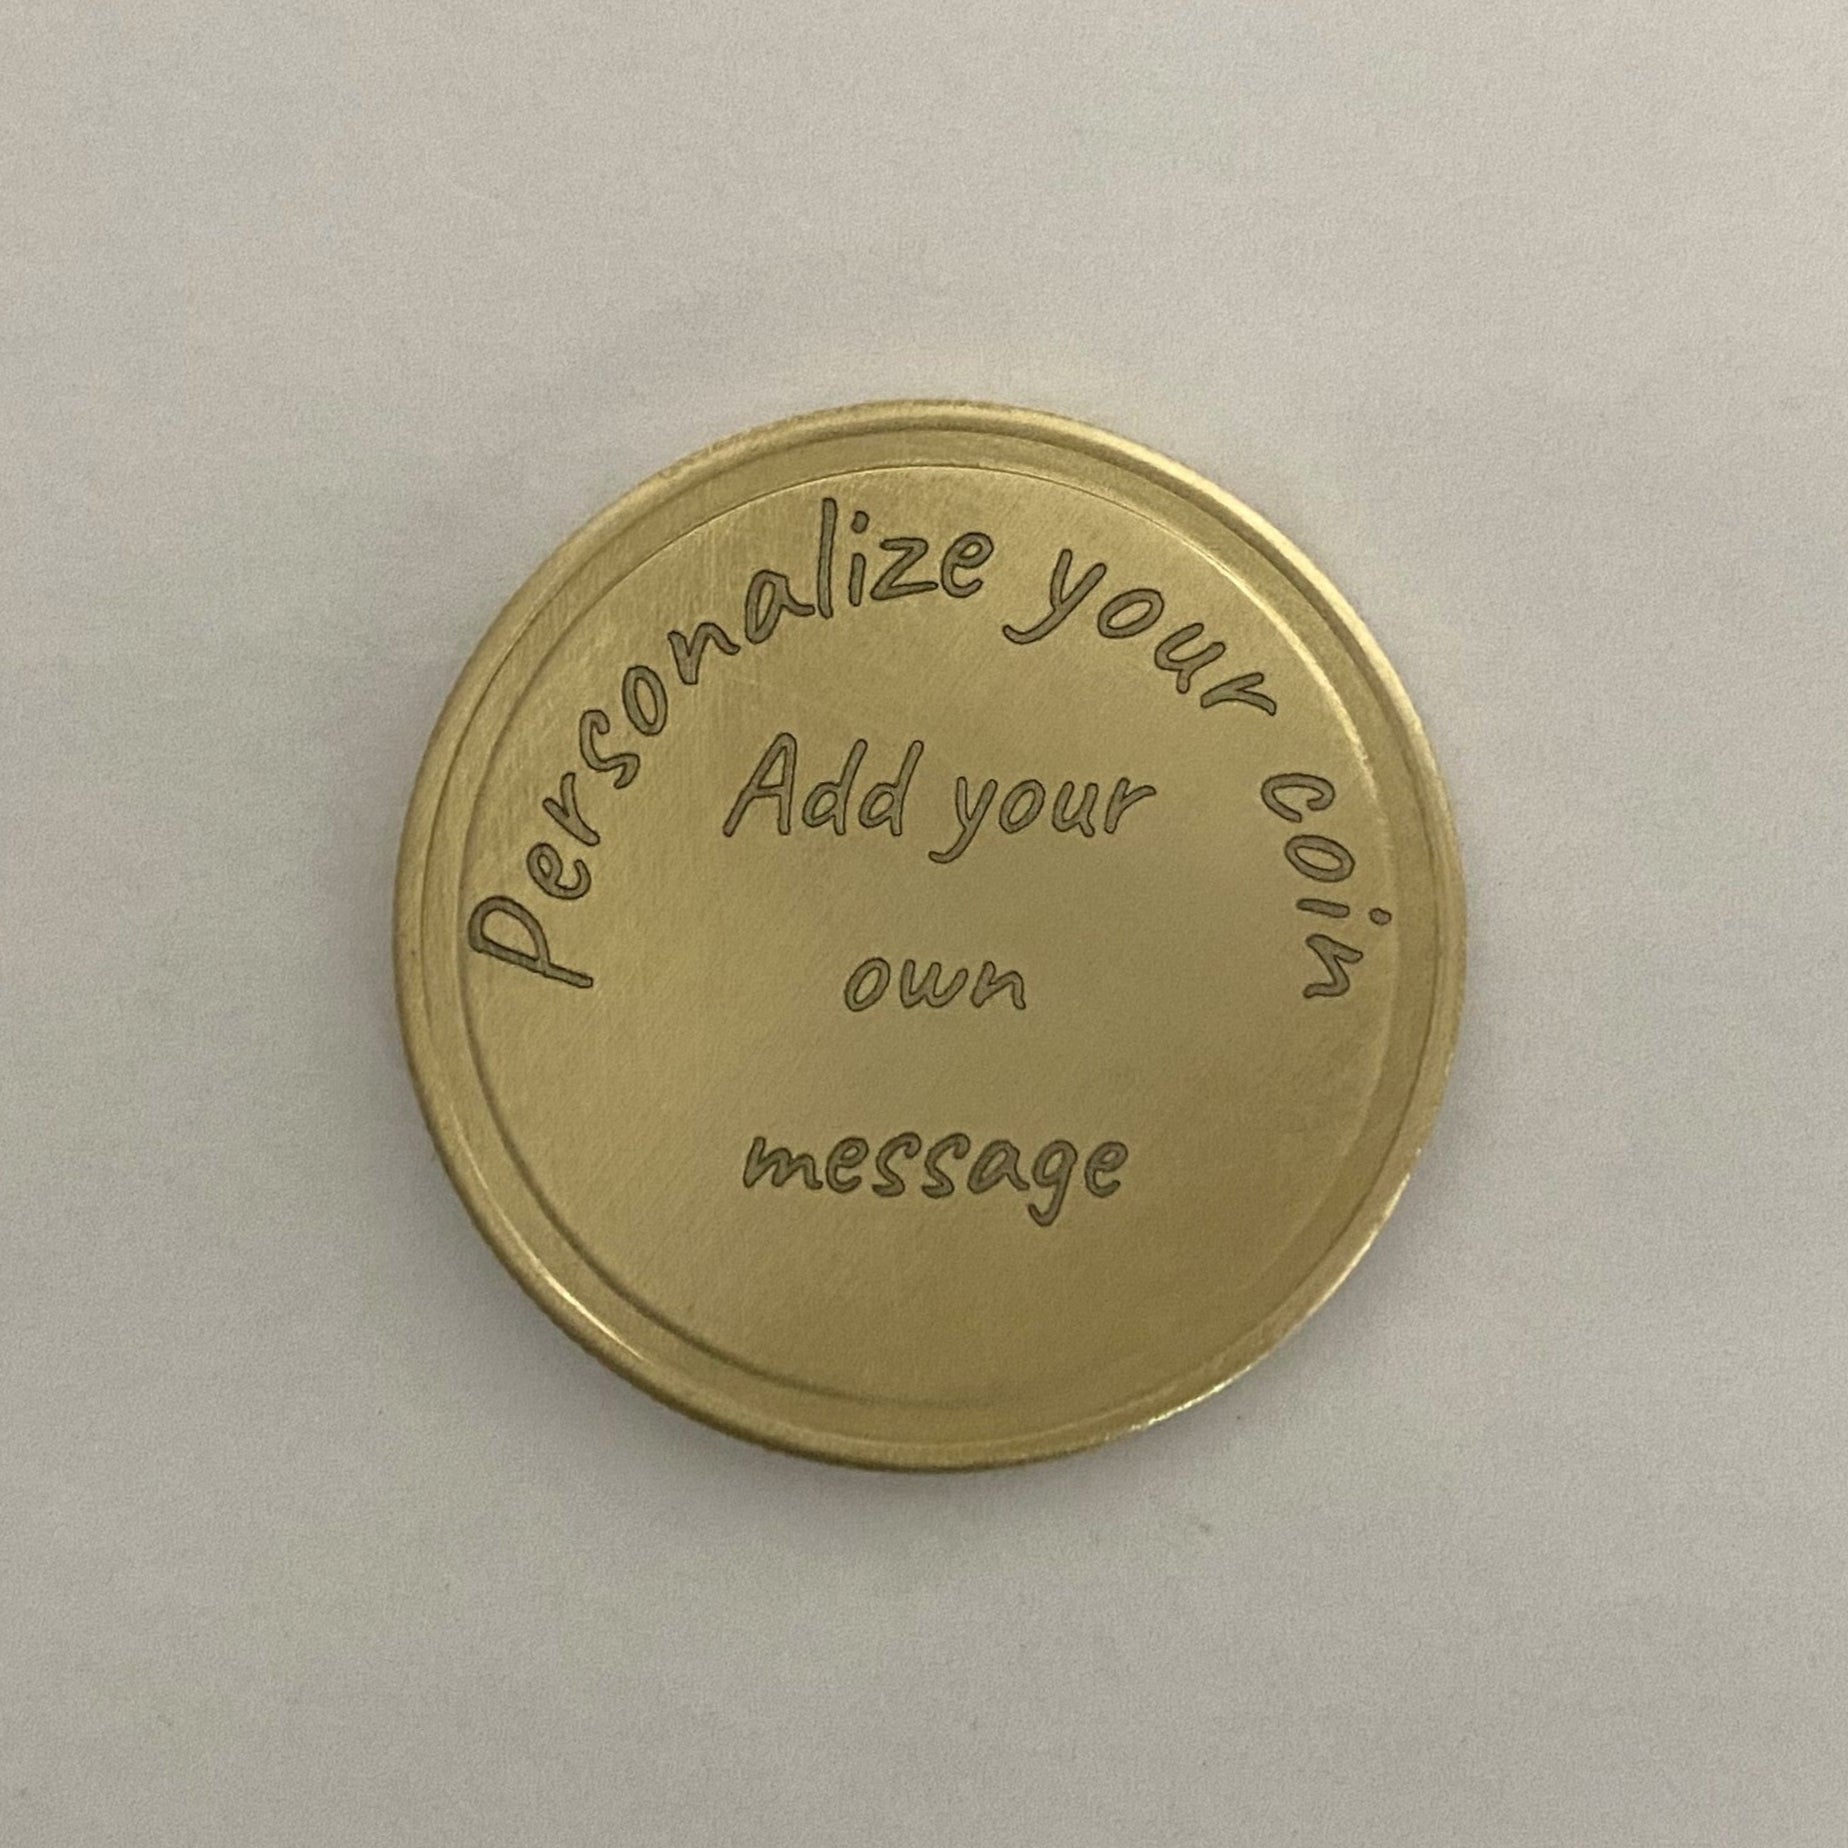 Personalize your coin
Add your
own
message